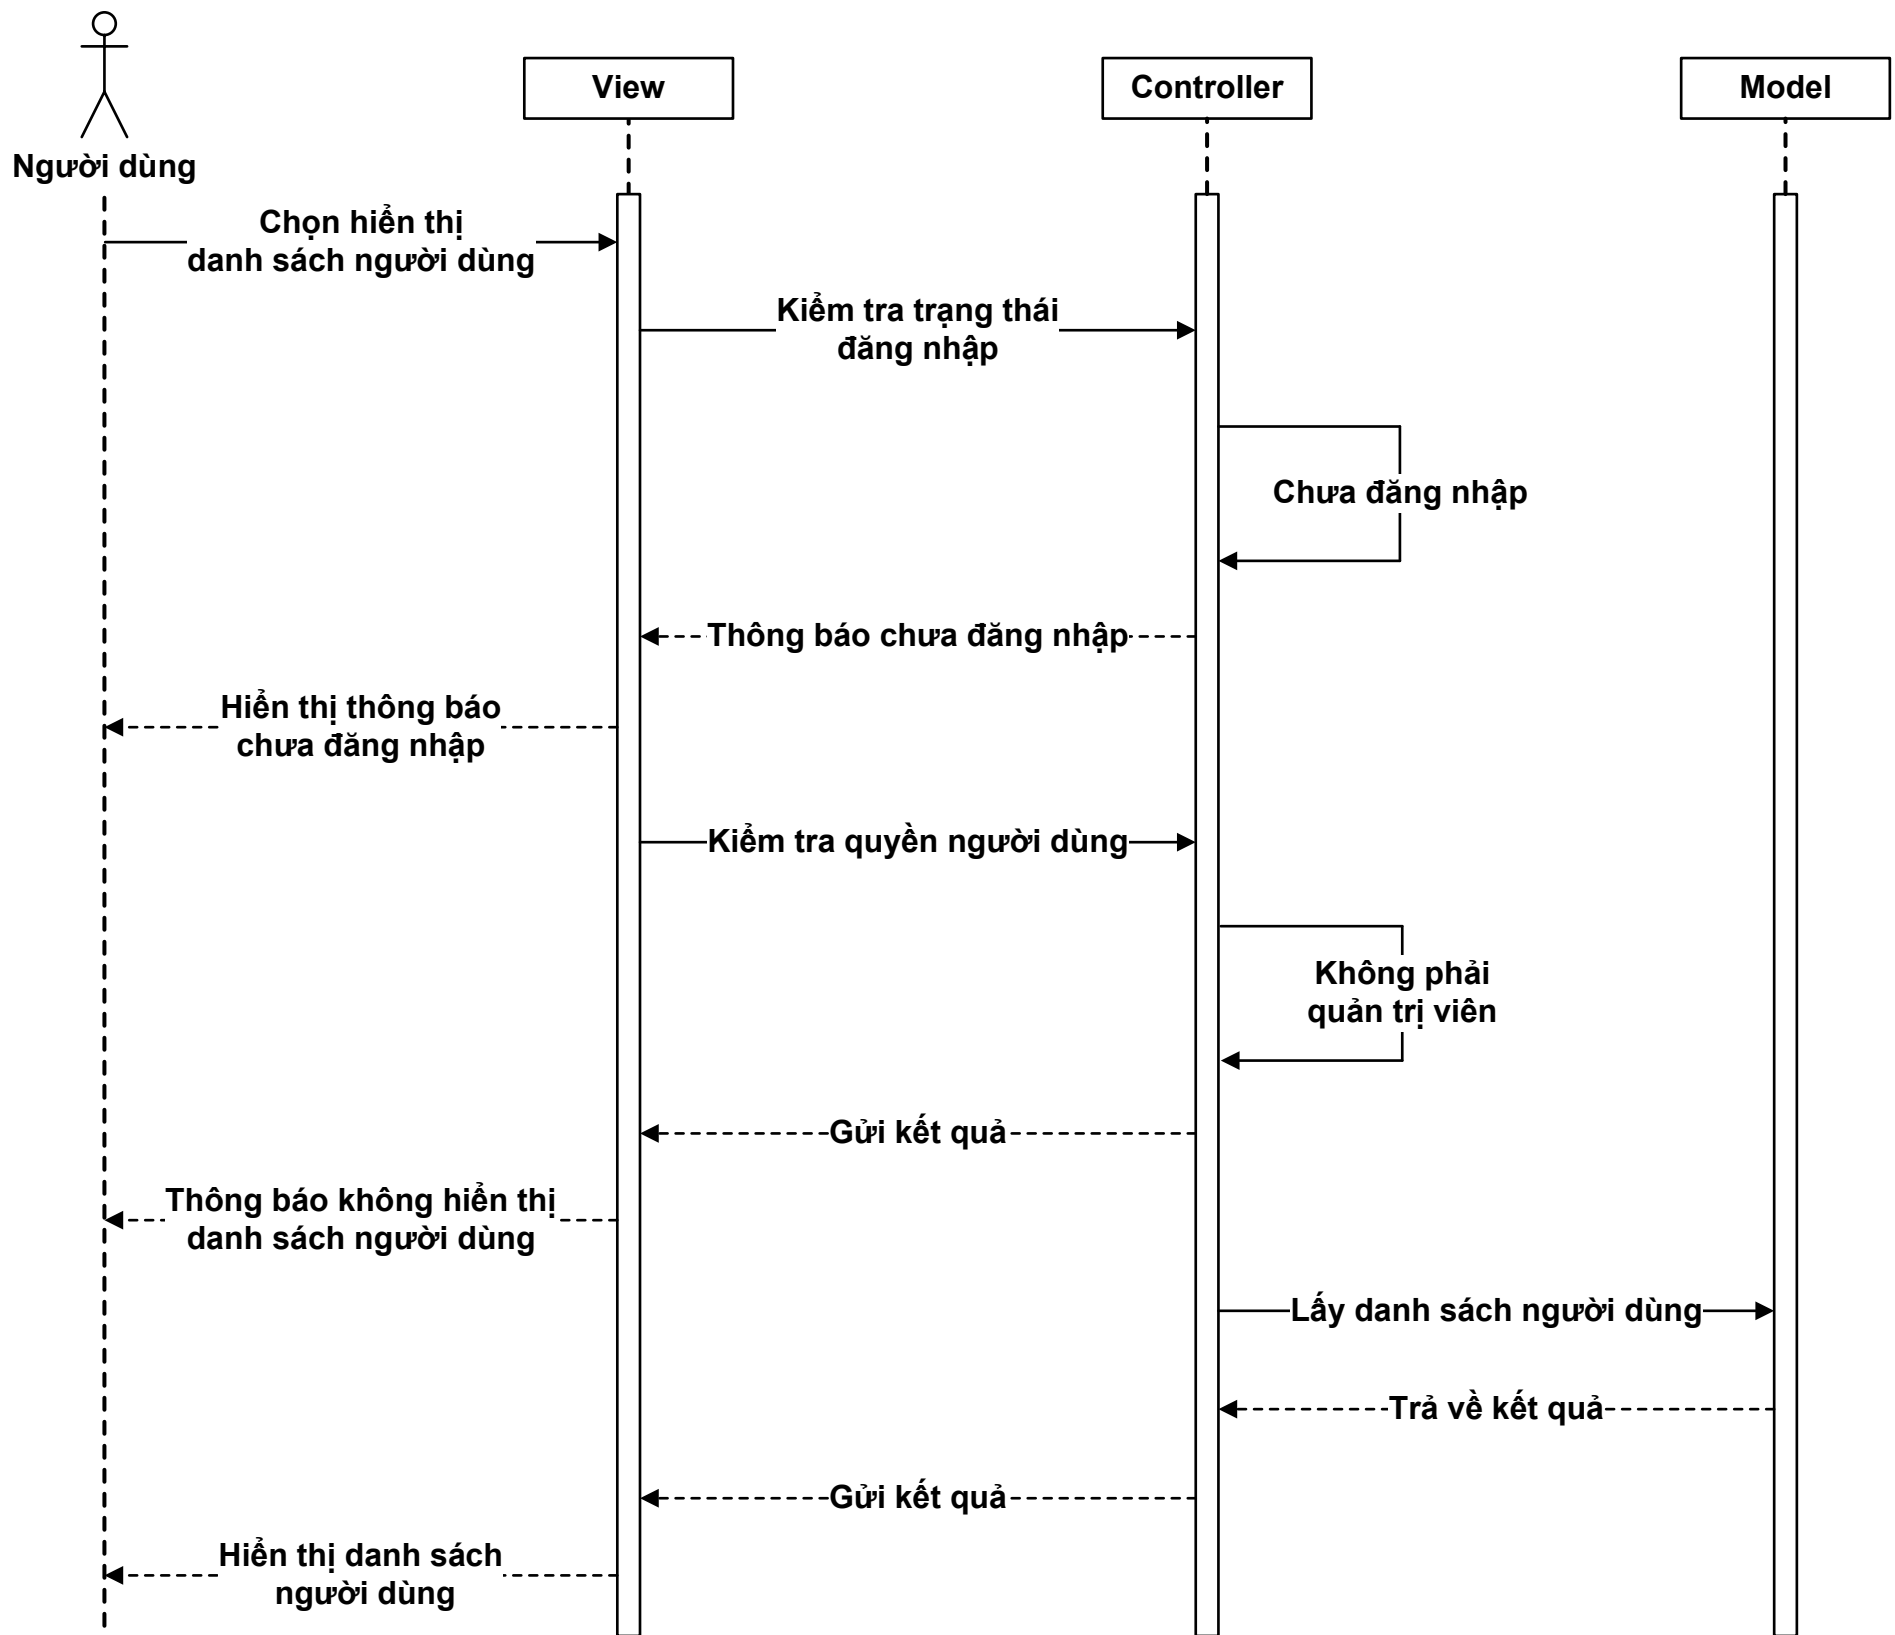 View
Controller
Model
Người dùng
Chọn hiển thị
danh sách người dùng
Kiểm tra trạng thái
đăng nhập
Chưa đăng nhập
Thông báo chưa đăng nhập
Hiển thị thông báo
chưa đăng nhập
Kiểm tra quyền người dùng
Không phải
quản trị viên
Gửi kết quả
Thông báo không hiển thị
danh sách người dùng
Lấy danh sách người dùng
Trả về kết quả
Gửi kết quả
Hiển thị danh sách
người dùng